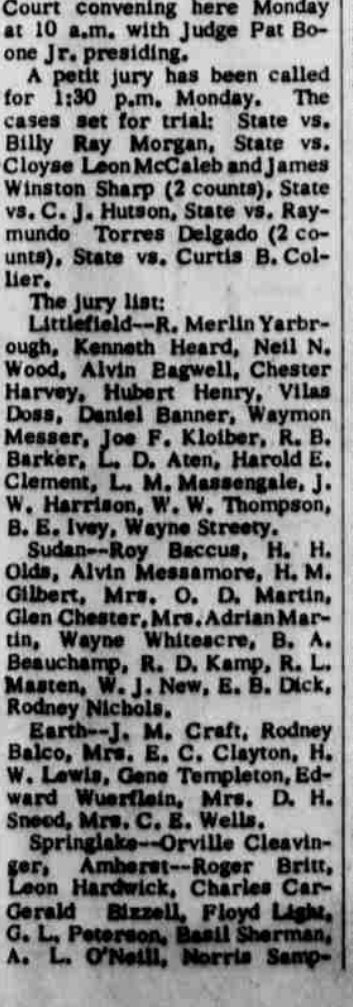 Court convening here Monday
at 10 a.m. with Judge Pat Bo-
one Jr. presiding.
A petit jury has been called
for 1:30 p.m. Monday. The
cases set for trial: State vs.
Billy Ray Morgan, State vs.
Cloyse Leon McCaleb and James
Winston Sharp (2 counts), State
vs. C. J. Hutson, State vs. Ray-
mundo Torres Delgado (2 co-
unts), State vs. Curtis B. Col-
lier.
The jury list:
Littlefield--R. Merlin Yarbr-
ough, Kenneth Heard, Neil N.
Wood, Alvin Bagwell, Chester
Harvey, Hubert Henry, Vilas
Doss, Daniel Banner, Waymon
Messer, Joe F. Kloiber, R. B.
Barker, L. D. Aten, Harold E.
Clement, L. M. Massengale, J.
W. Harrison, W. W. Thompson,
B. E. Ivey, Wayne Streety.
Sudan--Roy Baccus, H. H.
Olds, Alvin Messamore, H. M.
Gilbert, Mrs. O. D. Martin,
Glen Chester, Mrs. Adrian Mar-
tin, Wayne Whiteacre, B. A.
Beauchamp, R. D. Kamp, R. L.
Masten, W. J. New, E. B. Dick,
Rodney Nichols.
Earth--J. M. Craft, Rodney
Balco, Mrs. E. C. Clayton, H.
W. Lewis, Gene Templeton, Ed-
ward Wuerflein, Mrs. D. H.
Sneed, Mrs. C. E. Wells.
Springlake--Orville Cleavin-
ger, Amherst--Roger Britt,
Leon Hardwick, Charles Car-
Gerald Bizzell, Floyd Light,
G. L. Peterson, Basil Sherman,
A. L. O'Neill, Norris Samp-